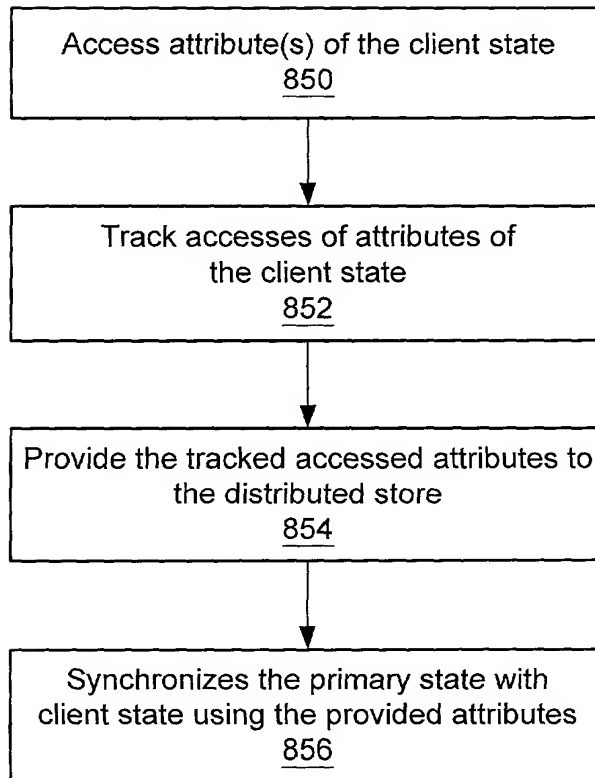 Access attribute(s) of the client state
850
Track accesses of attributes of
the client state
852
Provide the tracked accessed attributes to
the distributed store
854
Synchronizes the primary state with
client state using the provided attributes
856